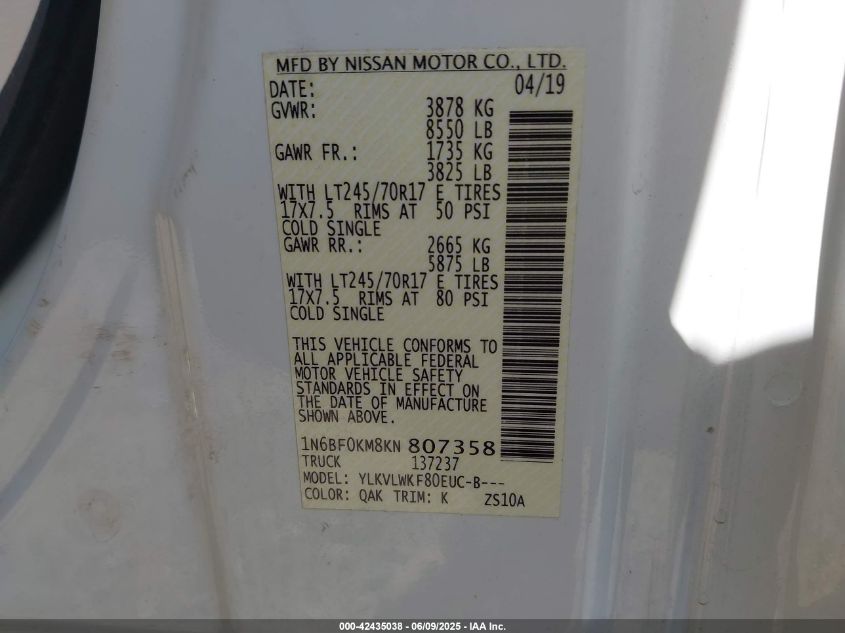 MFD BY NISSAN MOTOR CO., LTD.
DATE: 04/19
GVWR: 3878 KG
8550 LB
GAWR FR.: 1735 KG
3825 LB
WITH LT245/70R17 E TIRES
17X7.5 RIMS AT 50 PSI
COLD SINGLE
GAWR RR.: 2665 KG
5875 LB
WITH LT245/70R17 E TIRES
17X7.5 RIMS AT 80 PSI
COLD SINGLE
THIS VEHICLE CONFORMS TO
ALL APPLICABLE FEDERAL
MOTOR VEHICLE SAFETY
STANDARDS IN EFFECT ON
THE DATE OF MANUFACTURE
SHOWN ABOVE.
1N6BF0KM8KN 807358
TRUCK 137237
MODEL: YLKVLWKF80EUC-B---
COLOR: QAK TRIM: K ZS10A
000-42435038 - 06/09/2025 - IAA Inc.